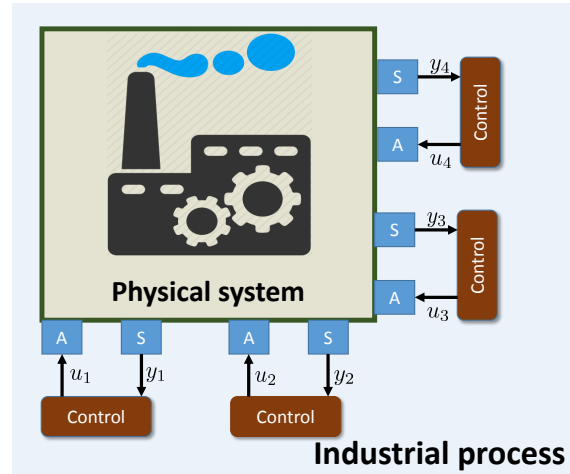 S
y4
Control
A
u4
S
y3
Control
A
u3
Physical system
A
S
A
S
u1
y1
u2
y2
Control
Control
Industrial process